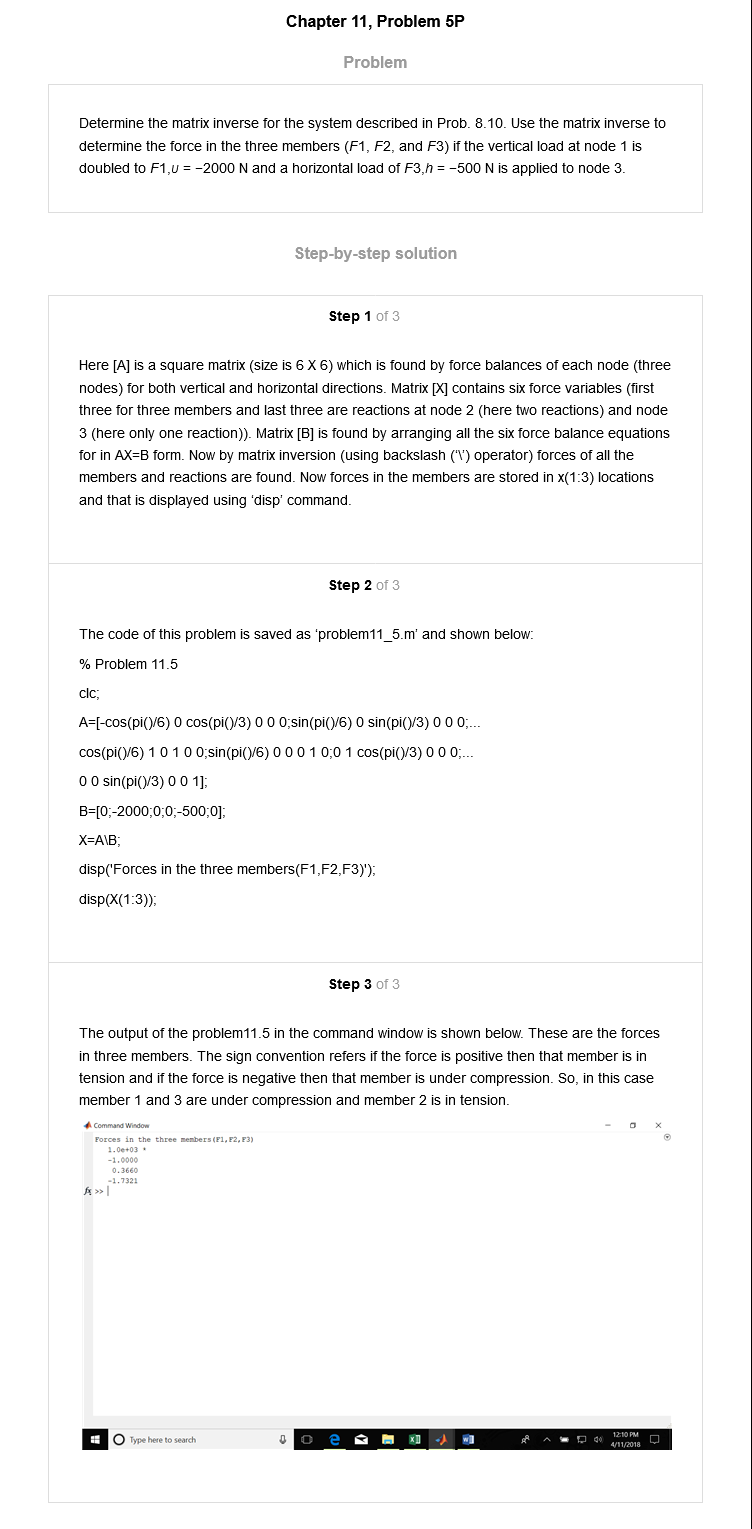 Chapter 11, Problem 5P
Problem
Determine the matrix inverse for the system described in Prob. 8.10. Use the matrix inverse to
determine the force in the three members (F1, F2, and F3) if the vertical load at node 1 is
doubled to F1,υ = −2000 N and a horizontal load of F3,h = −500 N is applied to node 3.
Step-by-step solution
Step 1 of 3
Here [A] is a square matrix (size is 6 X 6) which is found by force balances of each node (three
nodes) for both vertical and horizontal directions. Matrix [X] contains six force variables (first
three for three members and last three are reactions at node 2 (here two reactions) and node
3 (here only one reaction)). Matrix [B] is found by arranging all the six force balance equations
for in AX=B form. Now by matrix inversion (using backslash ('\') operator) forces of all the
members and reactions are found. Now forces in the members are stored in x(1:3) locations
and that is displayed using 'disp' command.
Step 2 of 3
The code of this problem is saved as 'problem11_5.m' and shown below:
% Problem 11.5
clc;
A=[-cos(pi()/6) 0 cos(pi()/3) 0 0 0;sin(pi()/6) 0 sin(pi()/3) 0 0 0;...
cos(pi()/6) 1 0 1 0 0;sin(pi()/6) 0 0 0 1 0;0 1 cos(pi()/3) 0 0 0;...
0 0 sin(pi()/3) 0 0 1];
B=[0;-2000;0;0;-500;0];
X=A\B;
disp('Forces in the three members(F1,F2,F3)');
disp(X(1:3));
Step 3 of 3
The output of the problem11.5 in the command window is shown below. These are the forces
in three members. The sign convention refers if the force is positive then that member is in
tension and if the force is negative then that member is under compression. So, in this case
member 1 and 3 are under compression and member 2 is in tension.
Command Window
Forces in the three members(F1,F2,F3)
1.0e+03 *
-1.0000
0.3660
-1.7321
fx >>
Type here to search
12:10 PM
4/11/2018